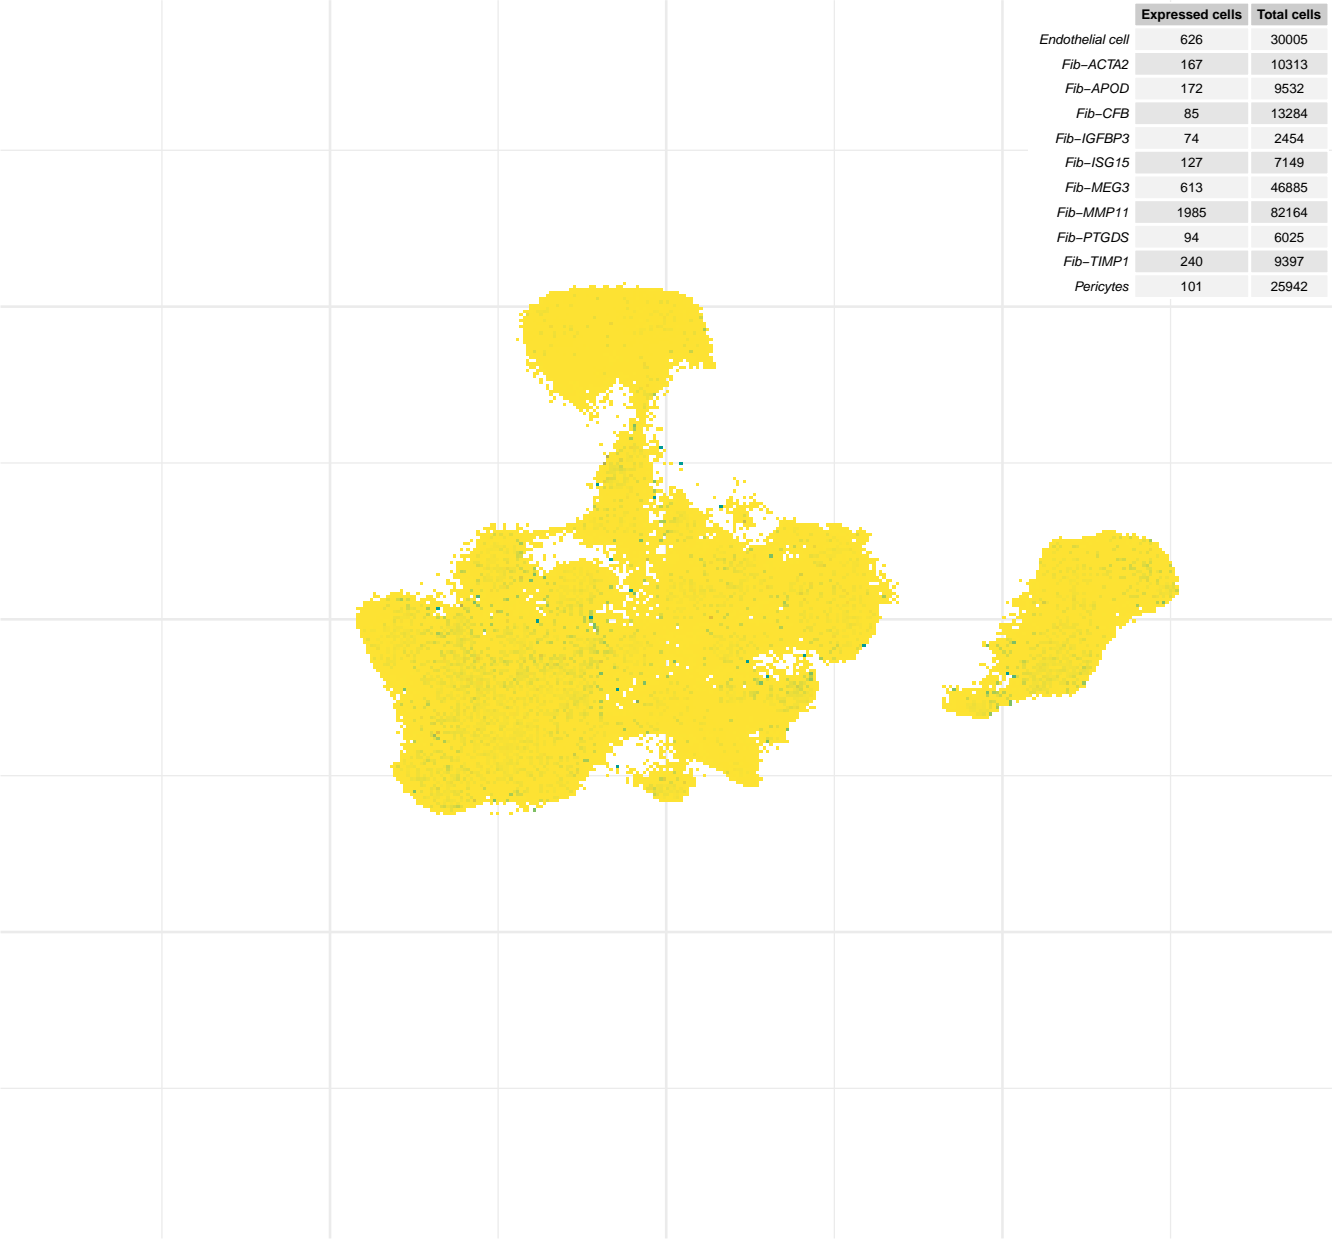 Expressed cells Total cells
Endothelial cell 626 30005
Fib−ACTA2 167 10313
Fib−APOD 172 9532
Fib−CFB 85 13284
Fib−IGFBP3 74 2454
Fib−ISG15 127 7149
Fib−MEG3 613 46885
Fib−MMP11 1985 82164
Fib−PTGDS 94 6025
Fib−TIMP1 240 9397
Pericytes 101 25942